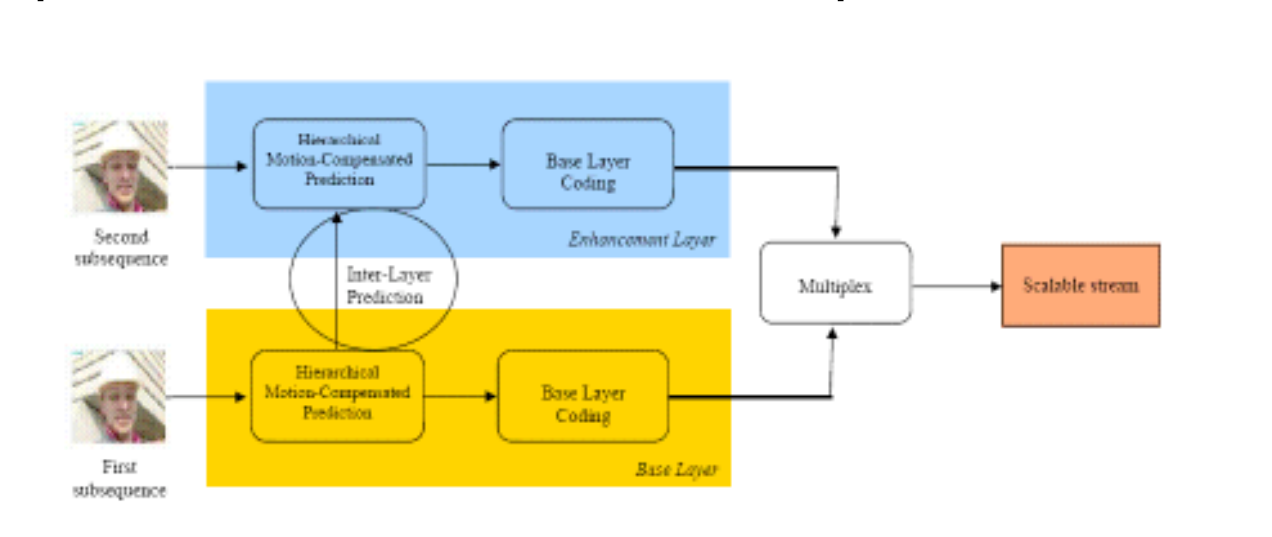 Hierarchical
Motion-Compensated
Prediction
Base Layer
Coding
Second
subsequence
Enhancement Layer
Inter-Layer
Prediction
Multiplex
Scalable stream
Hierarchical
Motion-Compensated
Prediction
Base Layer
Coding
First
subsequence
Base Layer